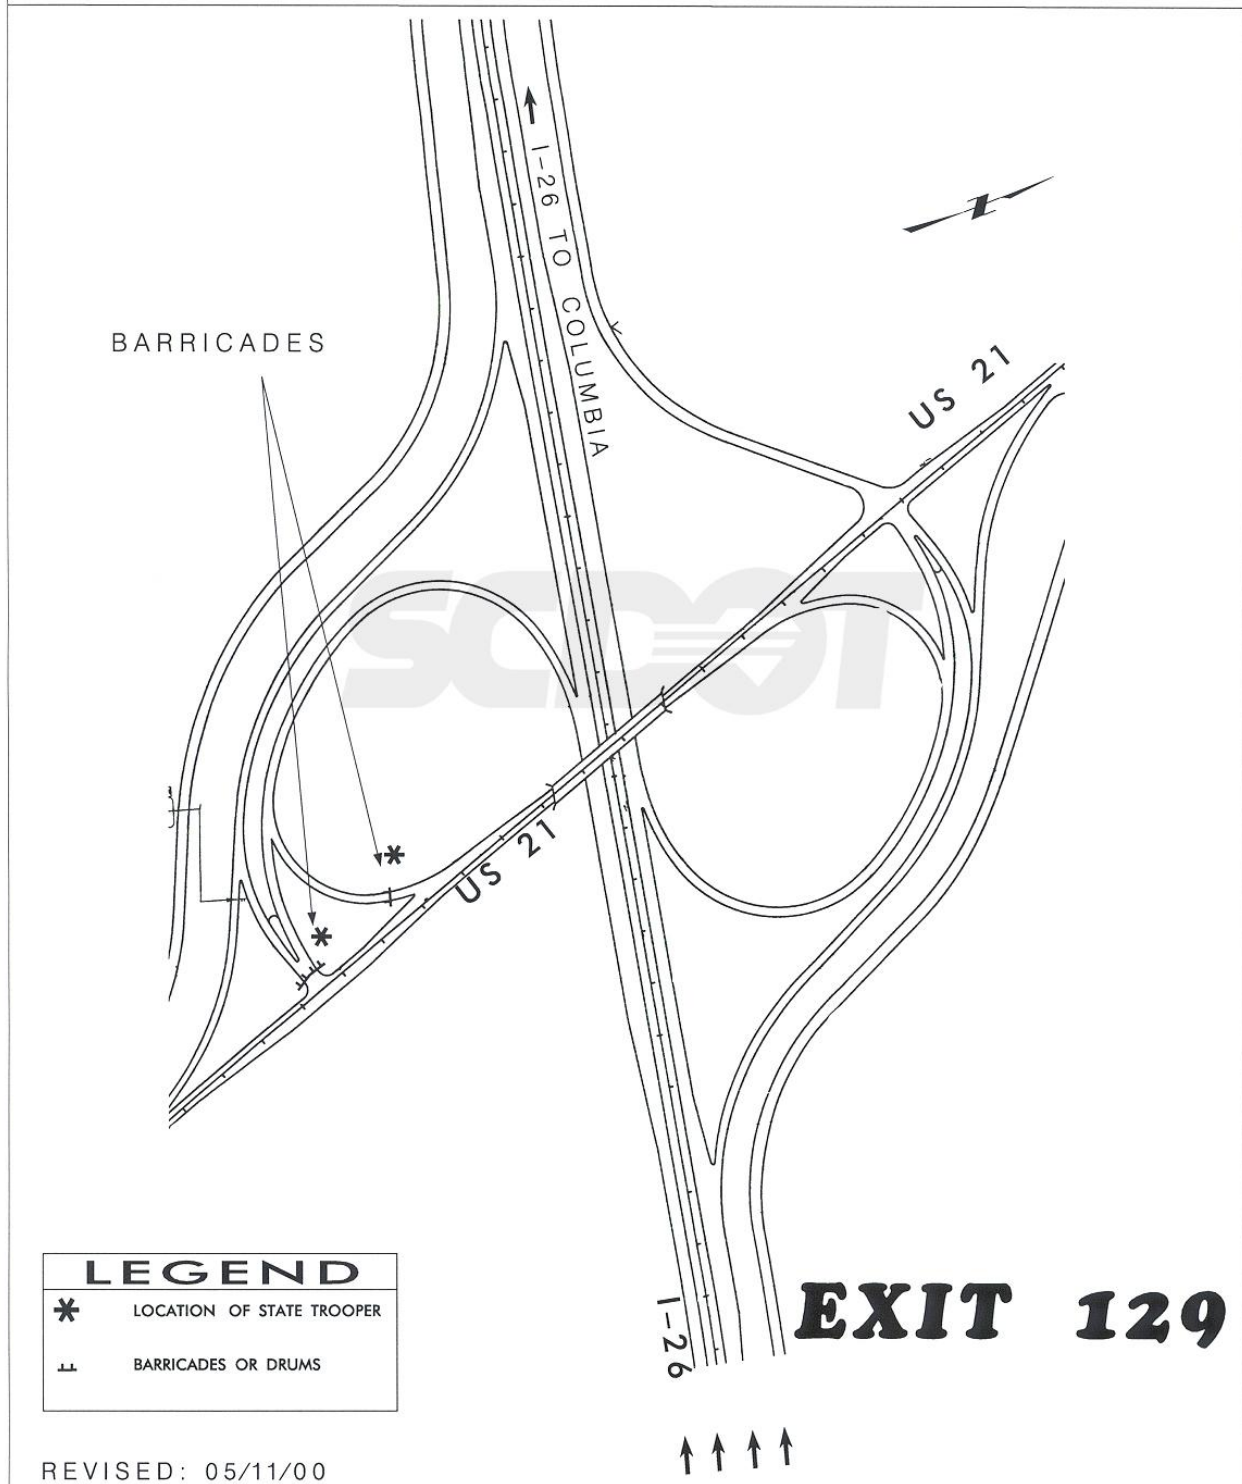 I-26 TO COLUMBIA
N
BARRICADES
US 21
SCDOT
US 21
LEGEND
LOCATION OF STATE TROOPER
BARRICADES OR DRUMS
I-26
EXIT 129
REVISED: 05/11/00